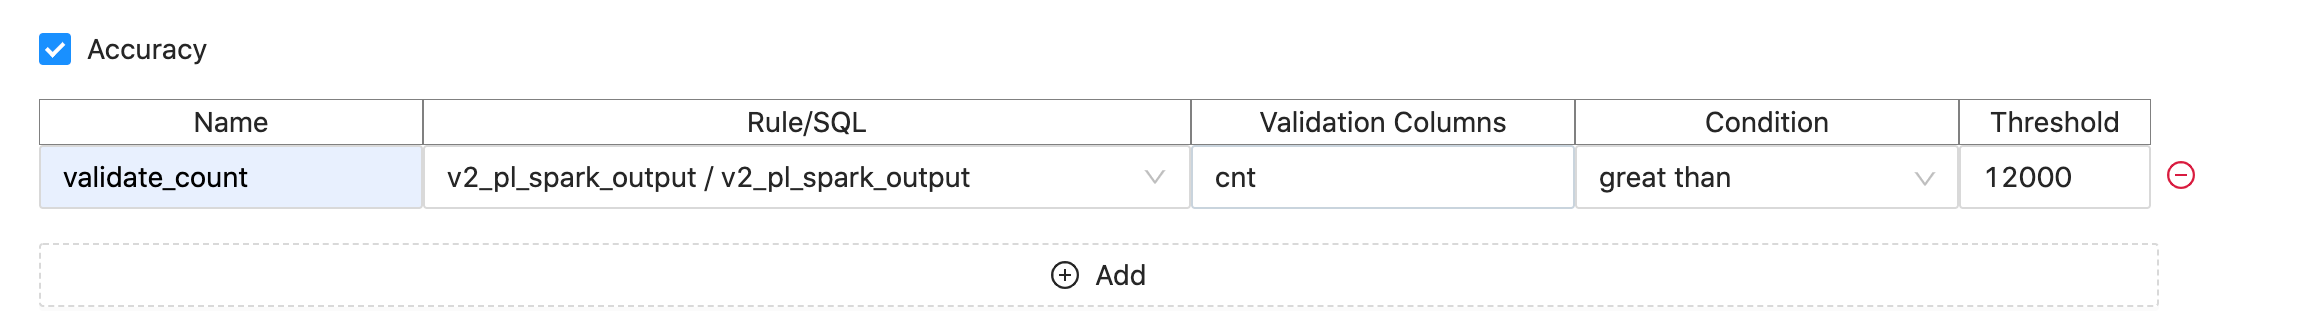 Accuracy
Name Rule/SQL Validation Columns Condition Threshold
validate_count v2_pl_spark_output / v2_pl_spark_output cnt great than 12000
Add